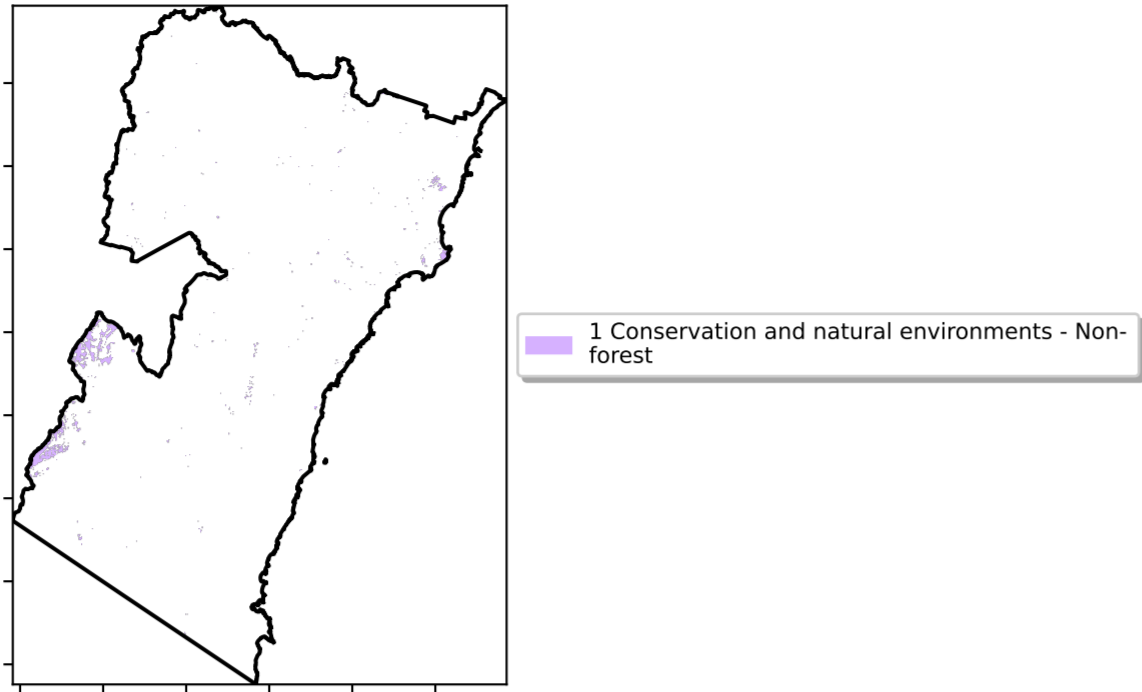 1 Conservation and natural environments - Non-
forest